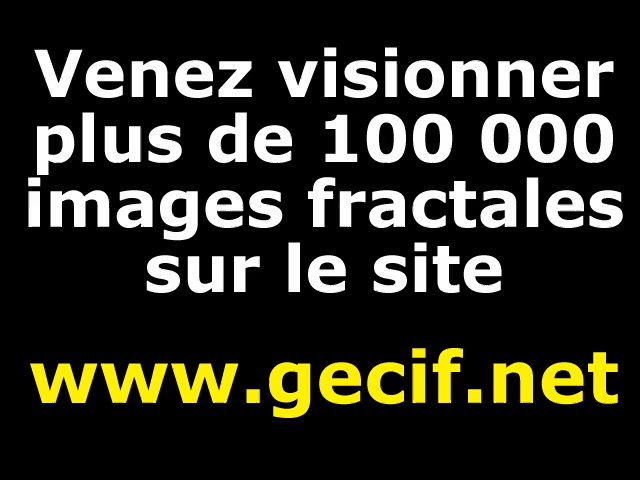 Venez visionner
plus de 100 000
images fractales
sur le site
www.gecif.net